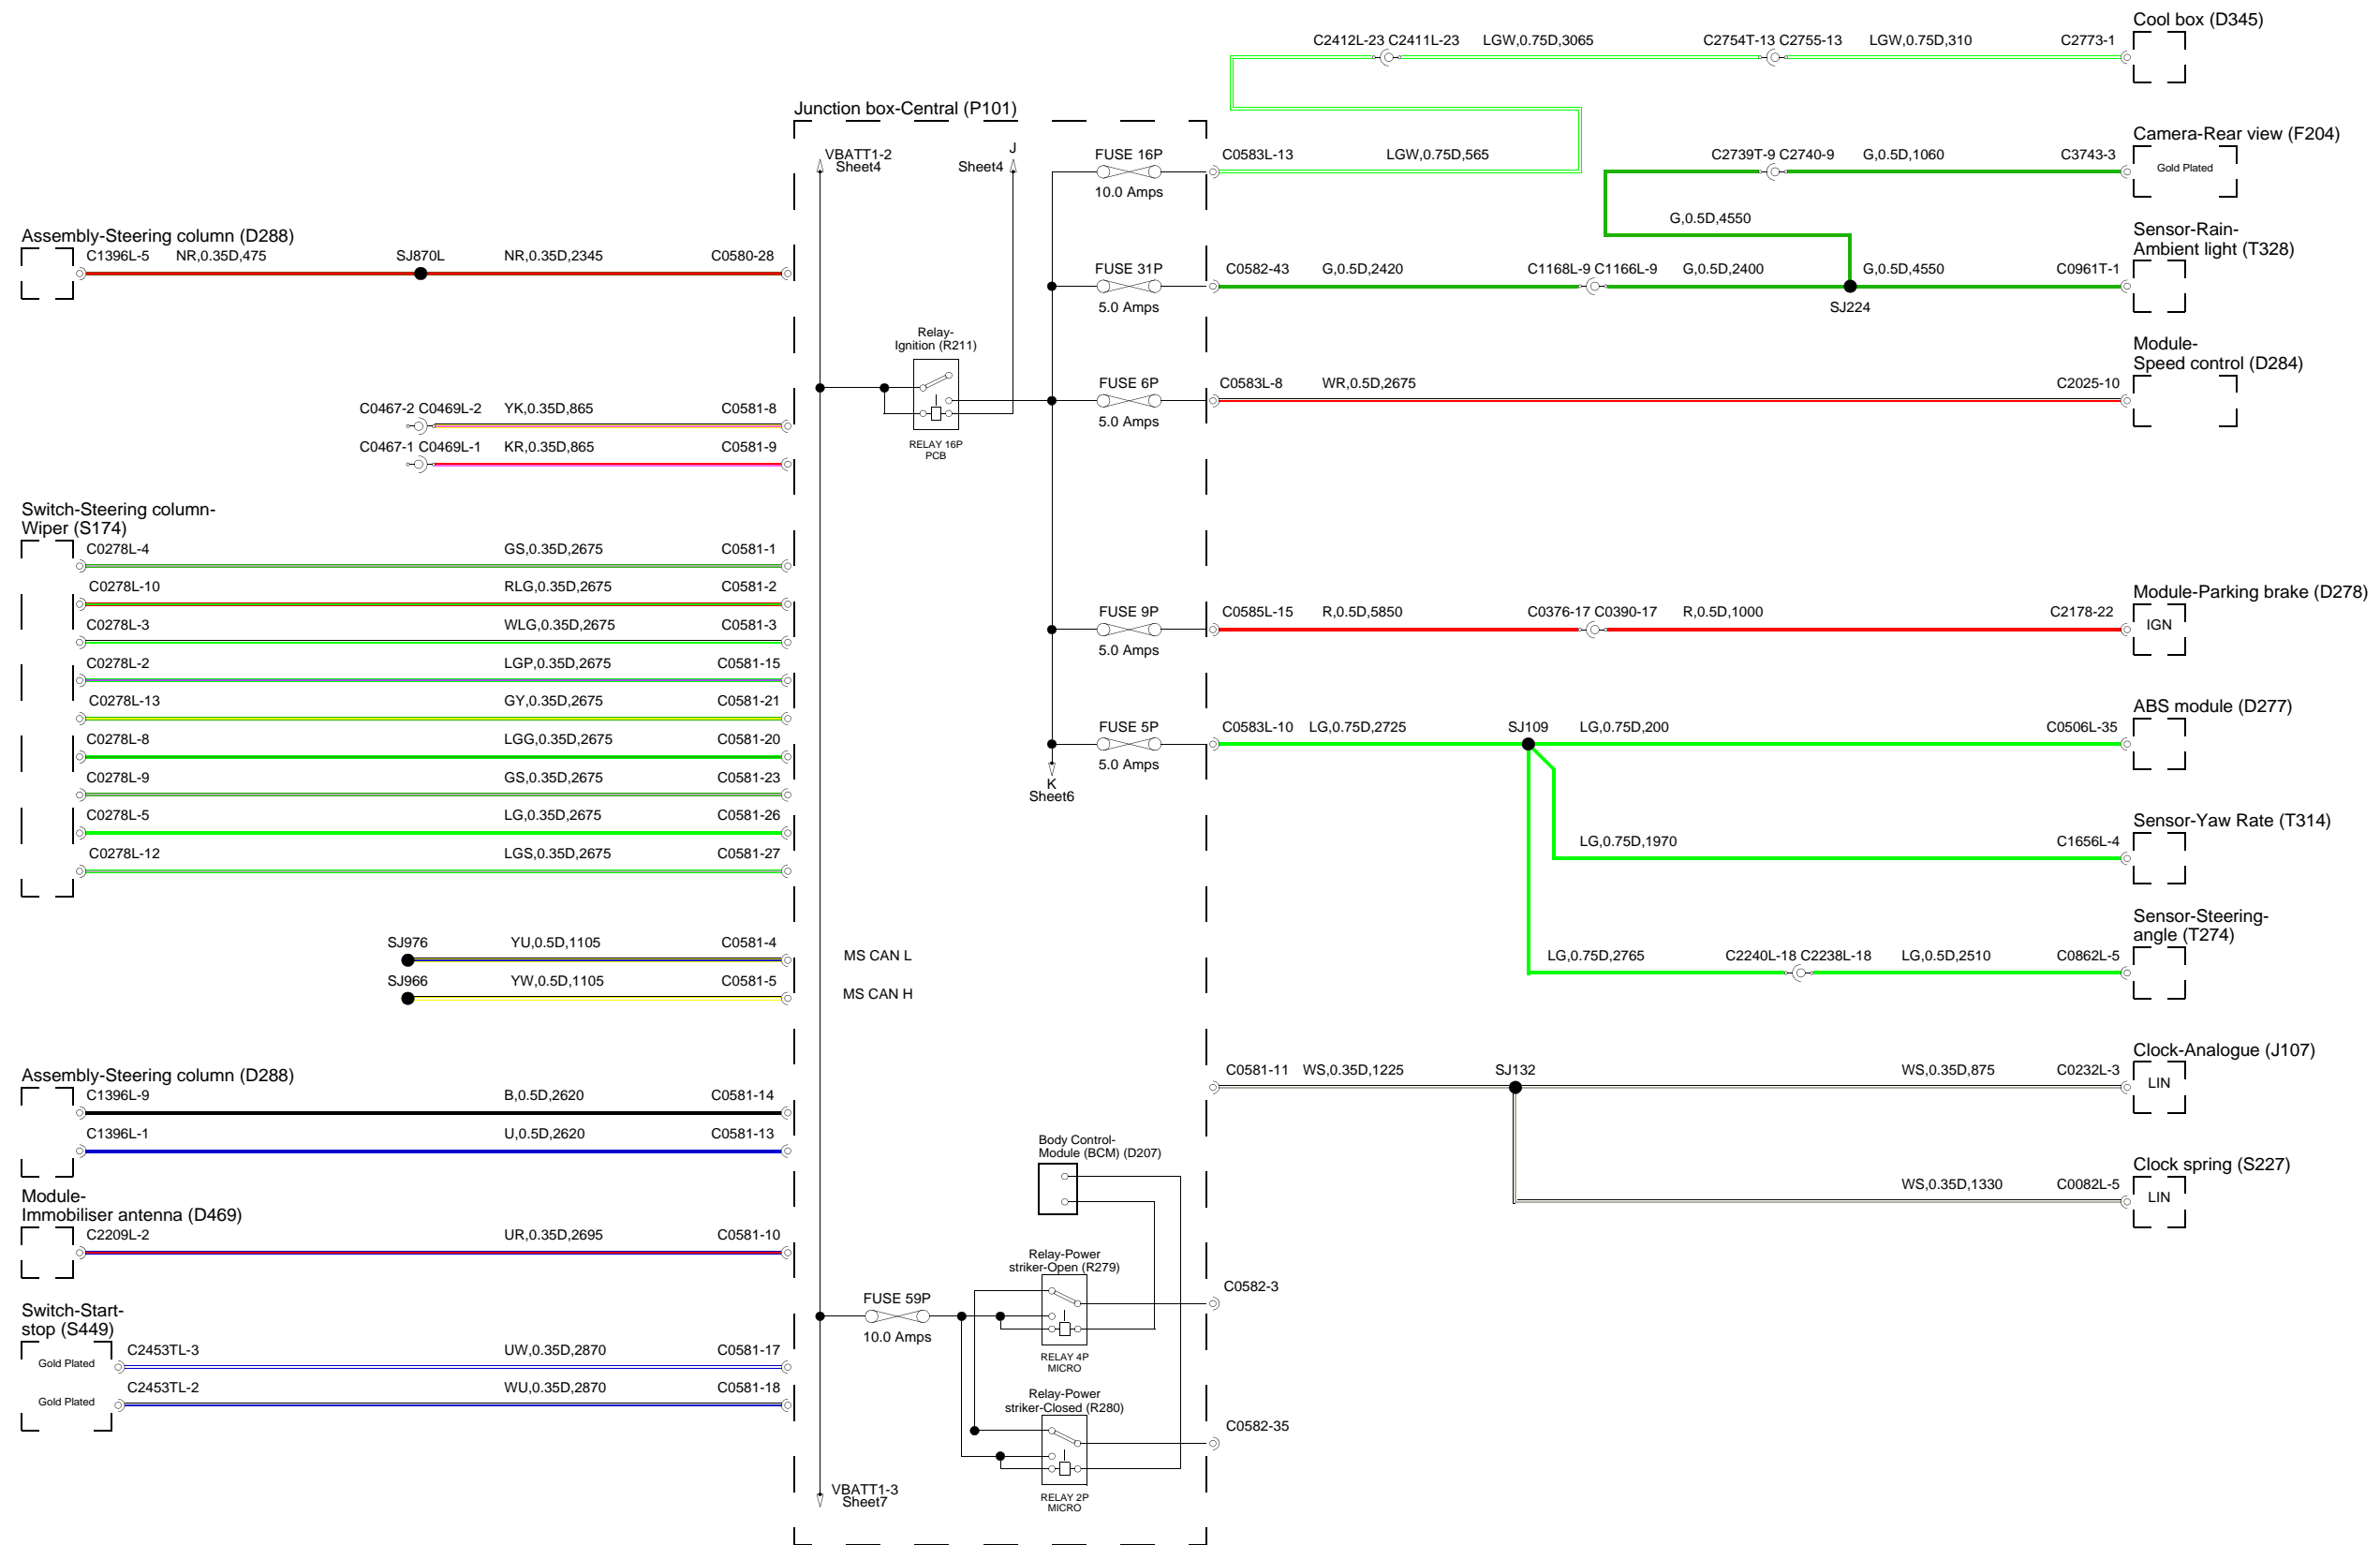 Cool box (D345)
C2412L-23 C2411L-23 LGW,0.75D,3065 C2754T-13 C2755-13 LGW,0.75D,310 C2773-1
Junction box-Central (P101)
Camera-Rear view (F204)
VBATT1-2
Sheet4
J
Sheet4
FUSE 16P
10.0 Amps
C0583L-13 LGW,0.75D,565
C2739T-9 C2740-9 G,0.5D,1060 C3743-3
Gold Plated
G,0.5D,4550
Sensor-Rain-
Ambient light (T328)
Assembly-Steering column (D288)
C1396L-5 NR,0.35D,475 SJ870L NR,0.35D,2345 C0580-28
FUSE 31P
5.0 Amps
C0582-43 G,0.5D,2420 C1168L-9 C1166L-9 G,0.5D,2400 G,0.5D,4550 C0961T-1
SJ224
Relay-
Ignition (R211)
RELAY 16P
PCB
Module-
Speed control (D284)
FUSE 6P
5.0 Amps
C0583L-8 WR,0.5D,2675 C2025-10
C0467-2 C0469L-2 YK,0.35D,865 C0581-8
C0467-1 C0469L-1 KR,0.35D,865 C0581-9
Switch-Steering column-
Wiper (S174)
C0278L-4 GS,0.35D,2675 C0581-1
C0278L-10 RLG,0.35D,2675 C0581-2
C0278L-3 WLG,0.35D,2675 C0581-3
C0278L-2 LGP,0.35D,2675 C0581-15
C0278L-13 GY,0.35D,2675 C0581-21
C0278L-8 LGG,0.35D,2675 C0581-20
C0278L-9 GS,0.35D,2675 C0581-23
C0278L-5 LG,0.35D,2675 C0581-26
C0278L-12 LGS,0.35D,2675 C0581-27
Module-Parking brake (D278)
FUSE 9P
5.0 Amps
C0585L-15 R,0.5D,5850 C0376-17 C0390-17 R,0.5D,1000 C2178-22
IGN
ABS module (D277)
FUSE 5P
5.0 Amps
C0583L-10 LG,0.75D,2725 SJ109 LG,0.75D,200 C0506L-35
K
Sheet6
Sensor-Yaw Rate (T314)
LG,0.75D,1970 C1656L-4
Sensor-Steering-
angle (T274)
LG,0.75D,2765 C2240L-18 C2238L-18 LG,0.5D,2510 C0862L-5
SJ976 YU,0.5D,1105 C0581-4 MS CAN L
SJ966 YW,0.5D,1105 C0581-5 MS CAN H
Clock-Analogue (J107)
C0581-11 WS,0.35D,1225 SJ132 WS,0.35D,875 C0232L-3
LIN
Assembly-Steering column (D288)
C1396L-9 B,0.5D,2620 C0581-14
C1396L-1 U,0.5D,2620 C0581-13
Body Control-
Module (BCM) (D207)
Clock spring (S227)
WS,0.35D,1330 C0082L-5
LIN
Module-
Immobiliser antenna (D469)
C2209L-2 UR,0.35D,2695 C0581-10
Relay-Power
striker-Open (R279)
C0582-3
FUSE 59P
10.0 Amps
RELAY 4P
MICRO
Switch-Start-
stop (S449)
Gold Plated
C2453TL-3 UW,0.35D,2870 C0581-17
Gold Plated
C2453TL-2 WU,0.35D,2870 C0581-18
Relay-Power
striker-Closed (R280)
C0582-35
RELAY 2P
MICRO
VBATT1-3
Sheet7